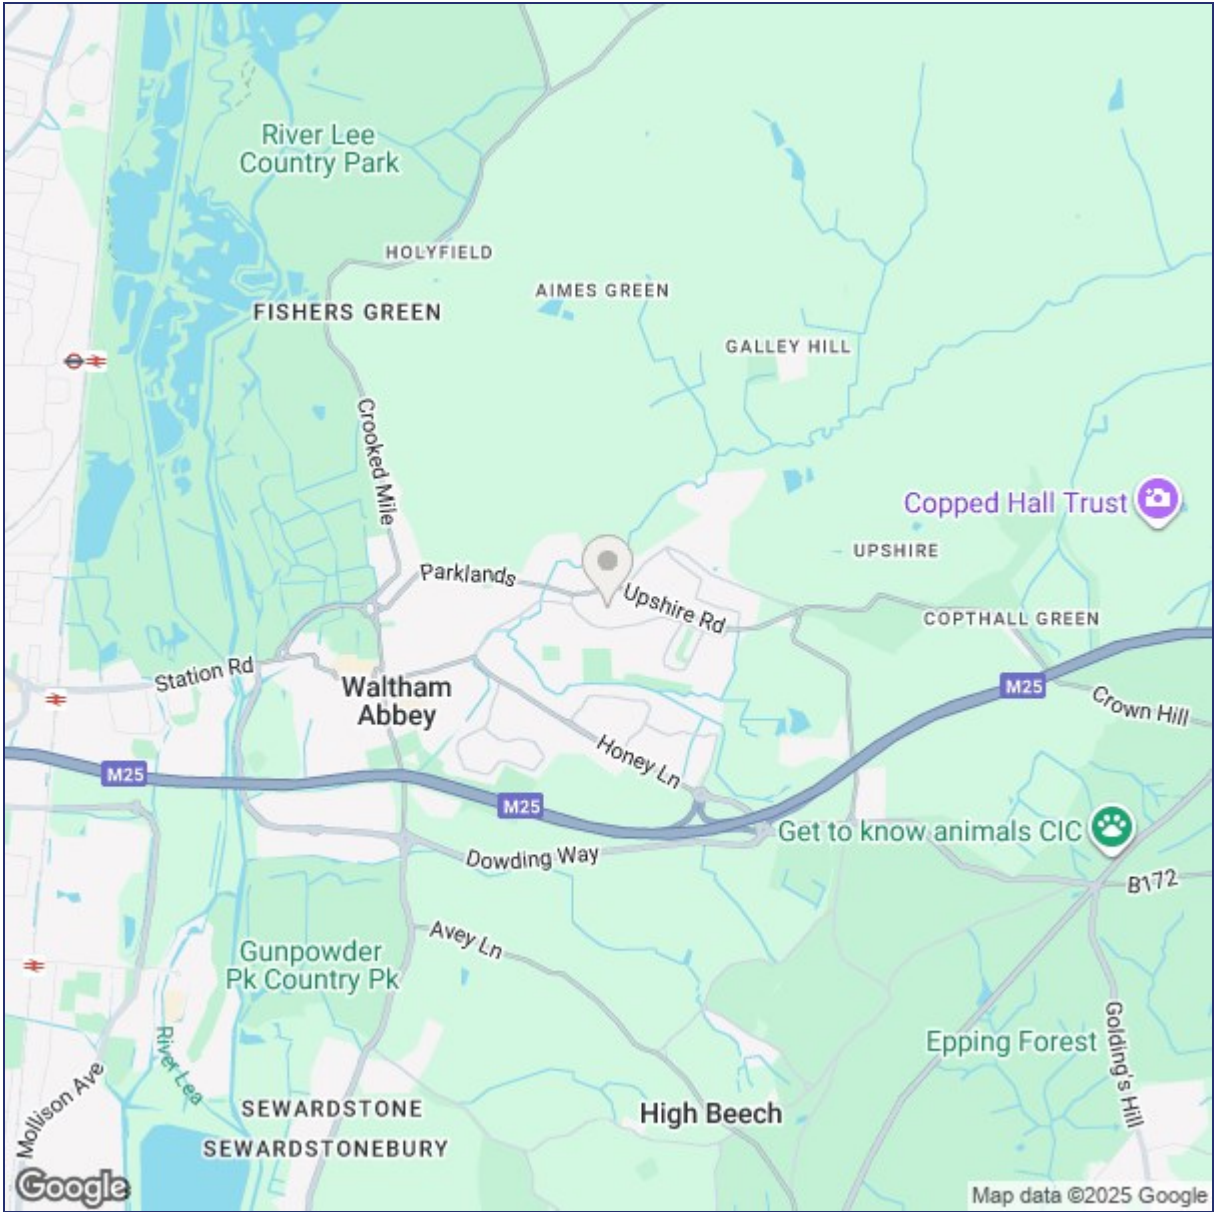 River Lee
Country Park
HOLYFIELD
AIMES GREEN
FISHERS GREEN
GALLEY HILL
Crooked Mile
Copped Hall Trust
UPSHIRE
Parklands
Upshire Rd
COPTHALL GREEN
Station Rd
Waltham
Abbey
M25
Crown Hill
Honey Ln
M25
M25
Get to know animals CIC
Dowding Way
B172
Avey Ln
Gunpowder
Pk Country Pk
River Lea
Epping Forest
Golding's Hill
Mollison Ave
SEWARDSTONE
High Beech
SEWARDSTONEBURY
Google
Map data ©2025 Google